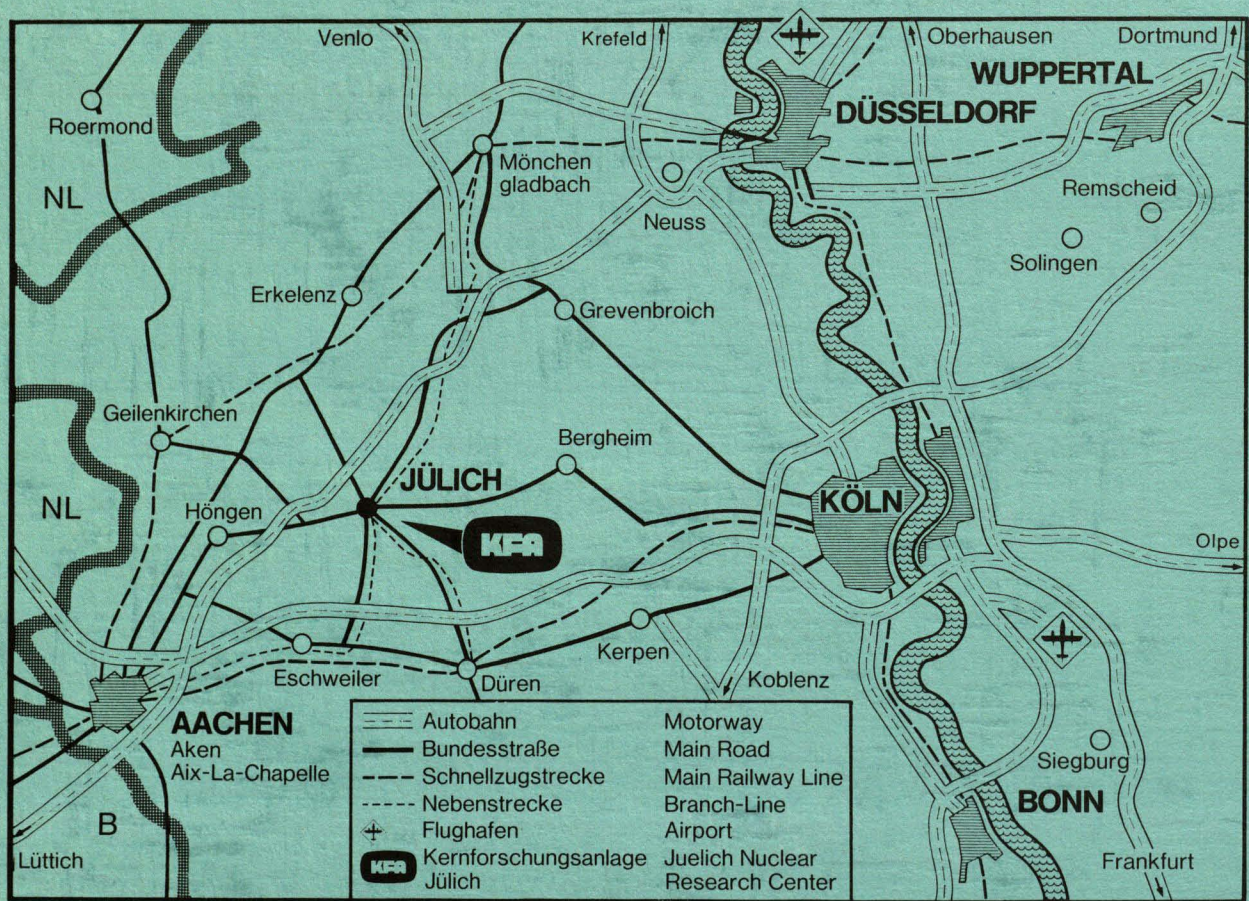 Venlo
Krefeld
Oberhausen
Dortmund
WUPPERTAL
DÜSSELDORF
Roermond
NL
Mönchen
gladbach
Neuss
Remscheid
Solingen
Erkelenz
Grevenbroich
Geilenkirchen
Bergheim
JÜLICH
KÖLN
NL
Höngen
KFA
Olpe
Kerpen
Eschweiler
Düren
Koblenz
AACHEN
Aken
Aix-La-Chapelle
Siegburg
BONN
B
Lüttich
Frankfurt
Autobahn Motorway
Bundesstraße Main Road
Schnellzugstrecke Main Railway Line
Nebenstrecke Branch-Line
Flughafen Airport
KFA Kernforschungsanlage Juelich Nuclear
Jülich Research Center